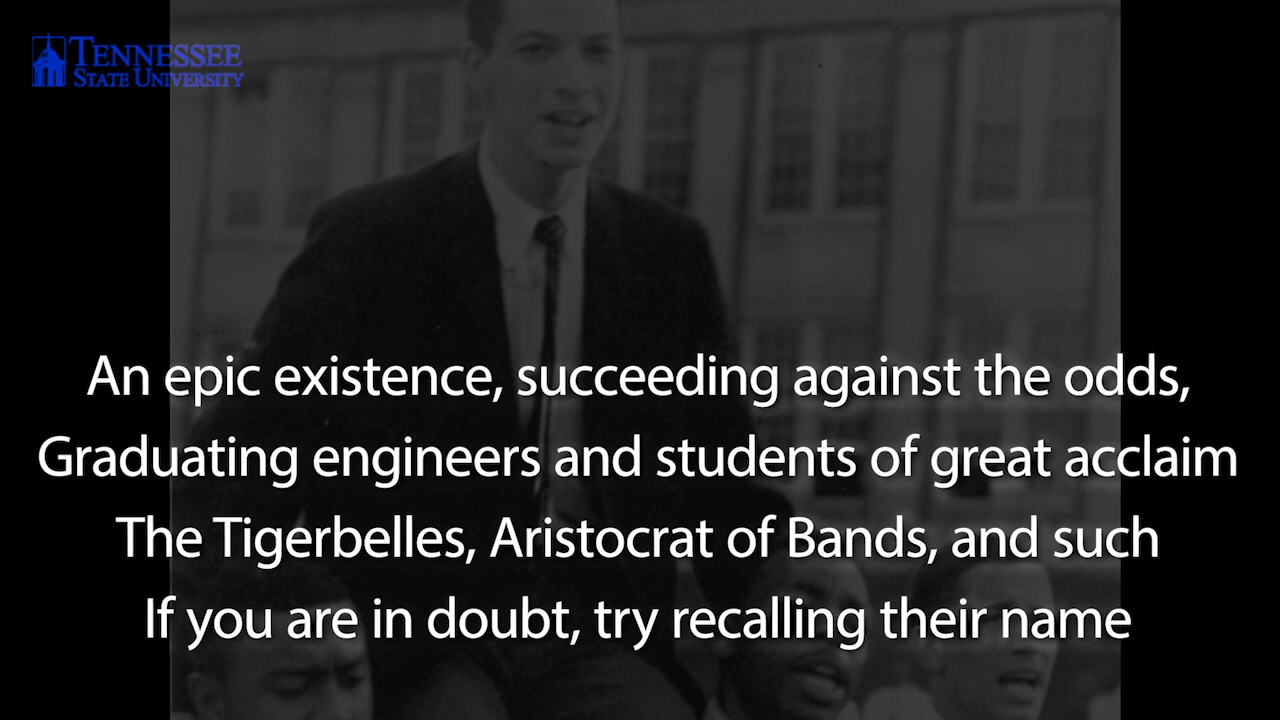 TENNESSEE
STATE UNIVERSITY
An epic existence, succeeding against the odds,
Graduating engineers and students of great acclaim
The Tigerbelles, Aristocrat of Bands, and such
If you are in doubt, try recalling their name